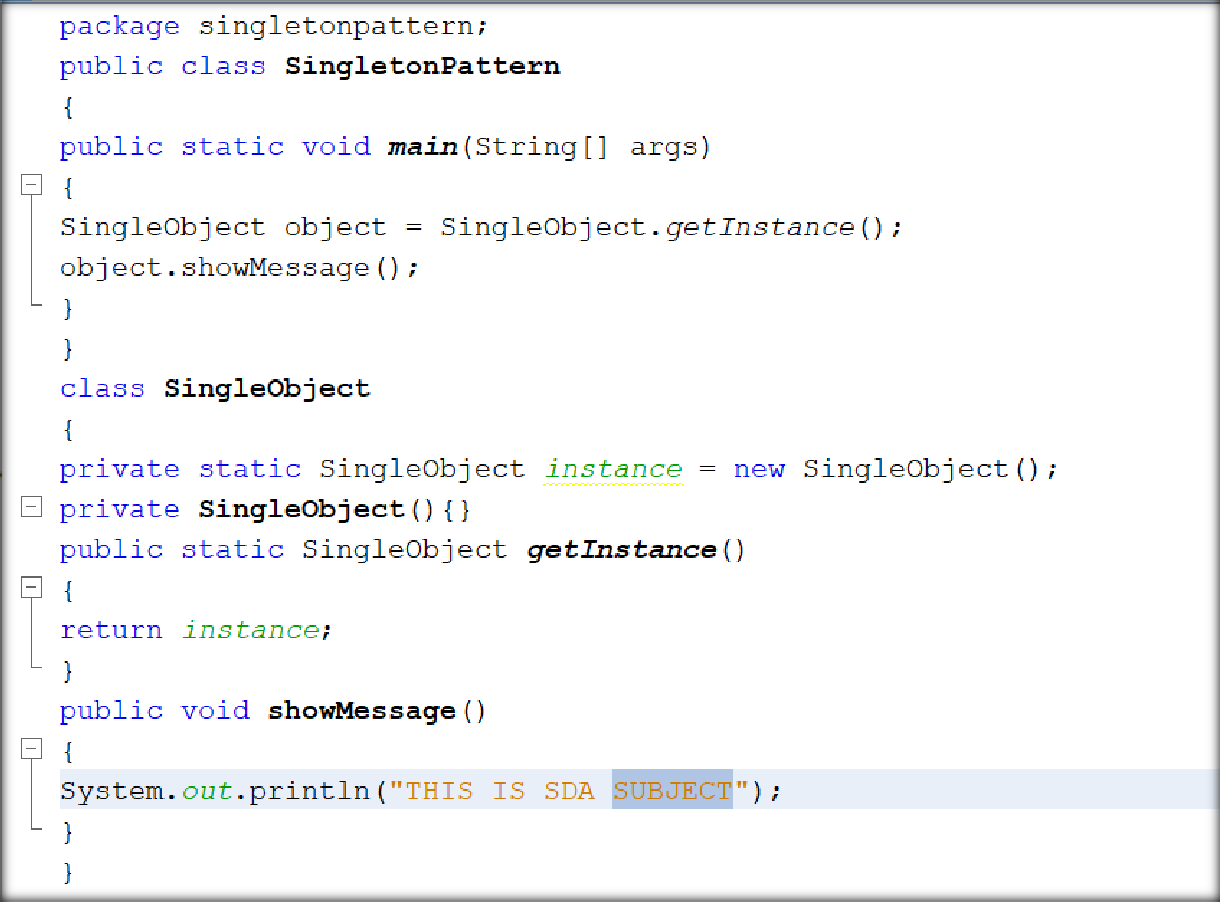 package singletonpattern;
public class SingletonPattern
{
public static void main(String[] args)
{
SingleObject object = SingleObject.getInstance();
object.showMessage();
}
}
class SingleObject
{
private static SingleObject instance = new SingleObject();
private SingleObject(){}
public static SingleObject getInstance()
{
return instance;
}
public void showMessage()
{
System.out.println("THIS IS SDA SUBJECT");
}
}